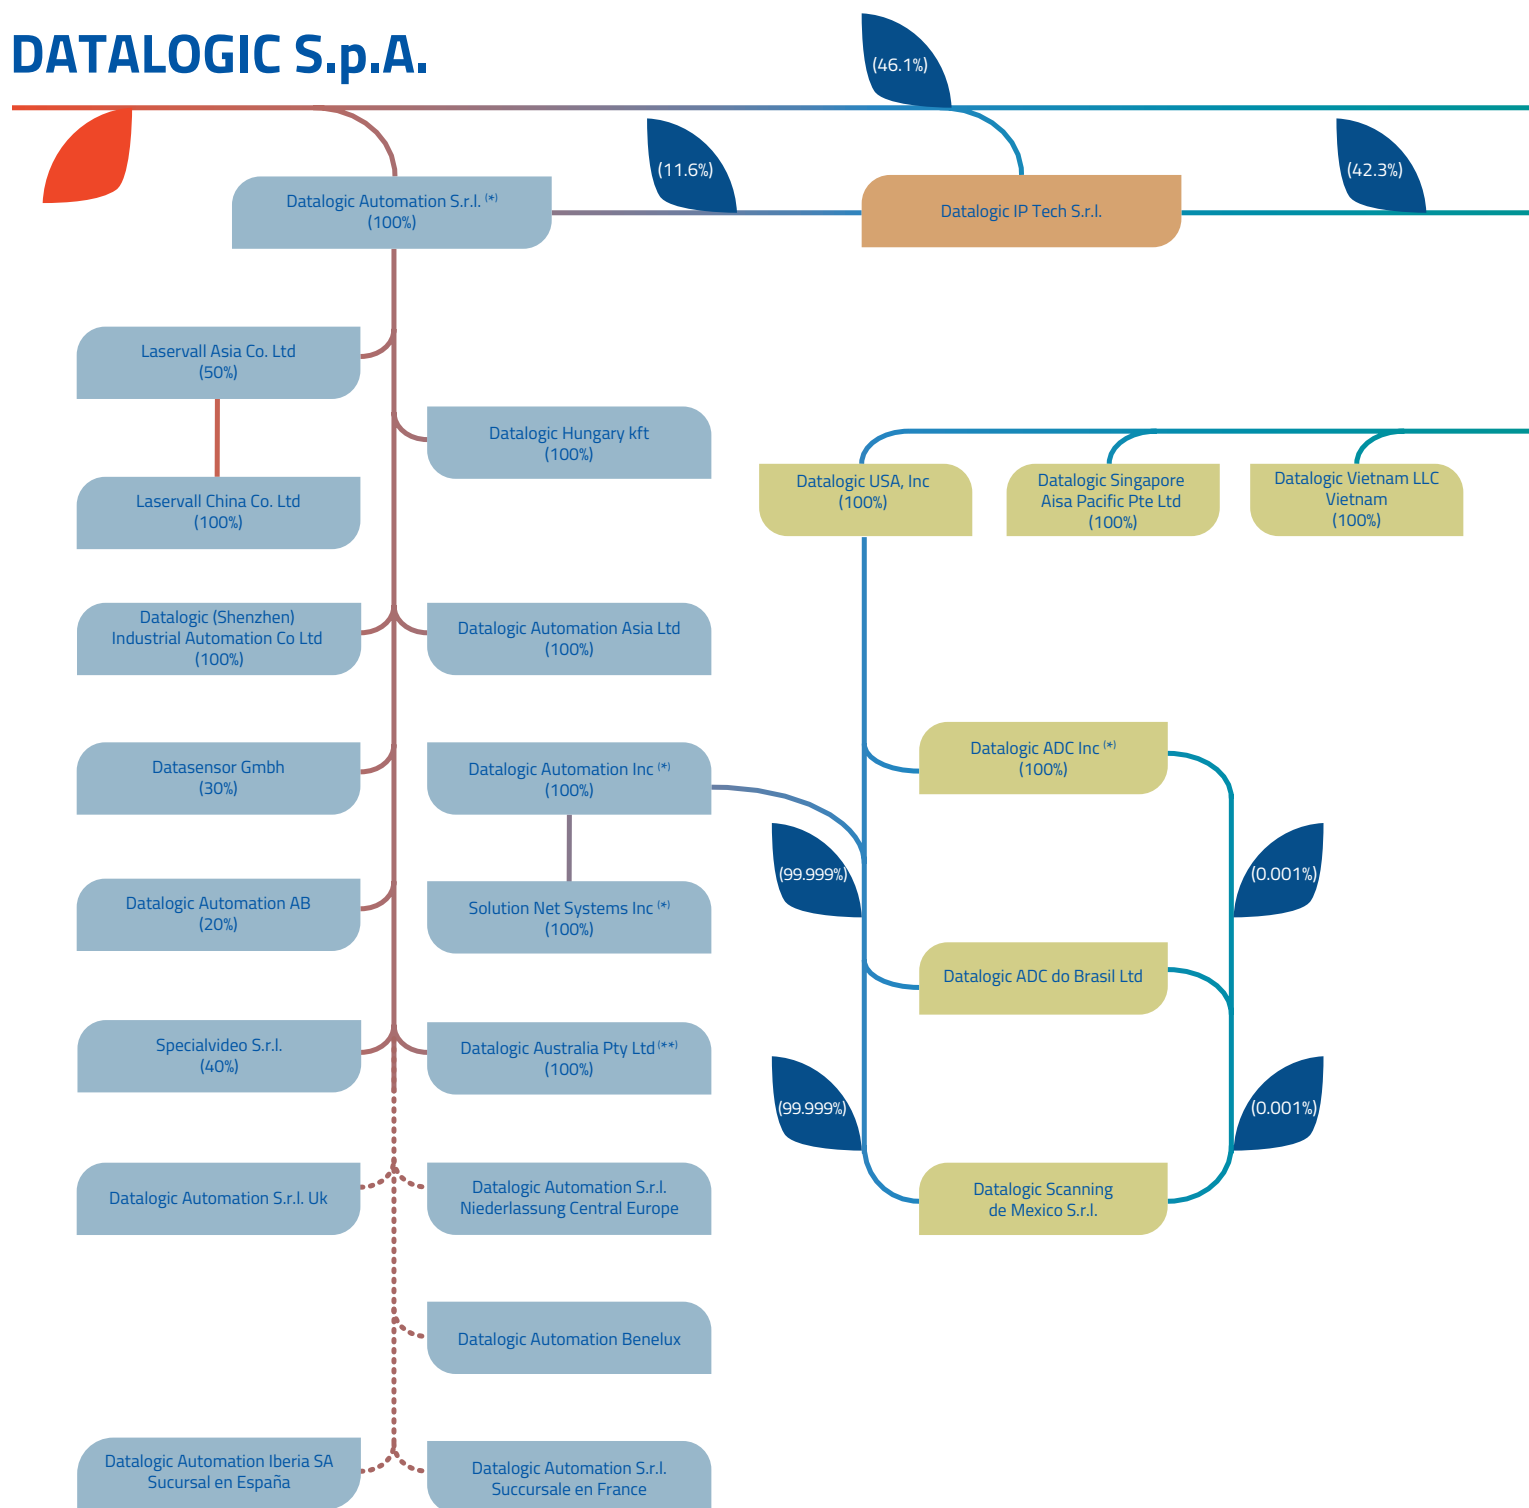 DATALOGIC S.p.A.
(46.1%)
(11.6%)
(42.3%)
Datalogic Automation S.r.l. (*)
(100%)
Datalogic IP Tech S.r.l.
Laservall Asia Co. Ltd
(50%)
Datalogic Hungary kft
(100%)
Laservall China Co. Ltd
(100%)
Datalogic USA, Inc
(100%)
Datalogic Singapore
Aisa Pacific Pte Ltd
(100%)
Datalogic Vietnam LLC
Vietnam
(100%)
Datalogic (Shenzhen)
Industrial Automation Co Ltd
(100%)
Datalogic Automation Asia Ltd
(100%)
Datasensor Gmbh
(30%)
Datalogic Automation Inc (*)
(100%)
Datalogic ADC Inc (*)
(100%)
(99.999%)
(0.001%)
Datalogic Automation AB
(20%)
Solution Net Systems Inc (*)
(100%)
Datalogic ADC do Brasil Ltd
Specialvideo S.r.l.
(40%)
Datalogic Australia Pty Ltd (**)
(100%)
(99.999%)
(0.001%)
Datalogic Automation S.r.l. Uk
Datalogic Automation S.r.l.
Niederlassung Central Europe
Datalogic Scanning
de Mexico S.r.l.
Datalogic Automation Benelux
Datalogic Automation Iberia SA
Sucursal en España
Datalogic Automation S.r.l.
Succursale en France